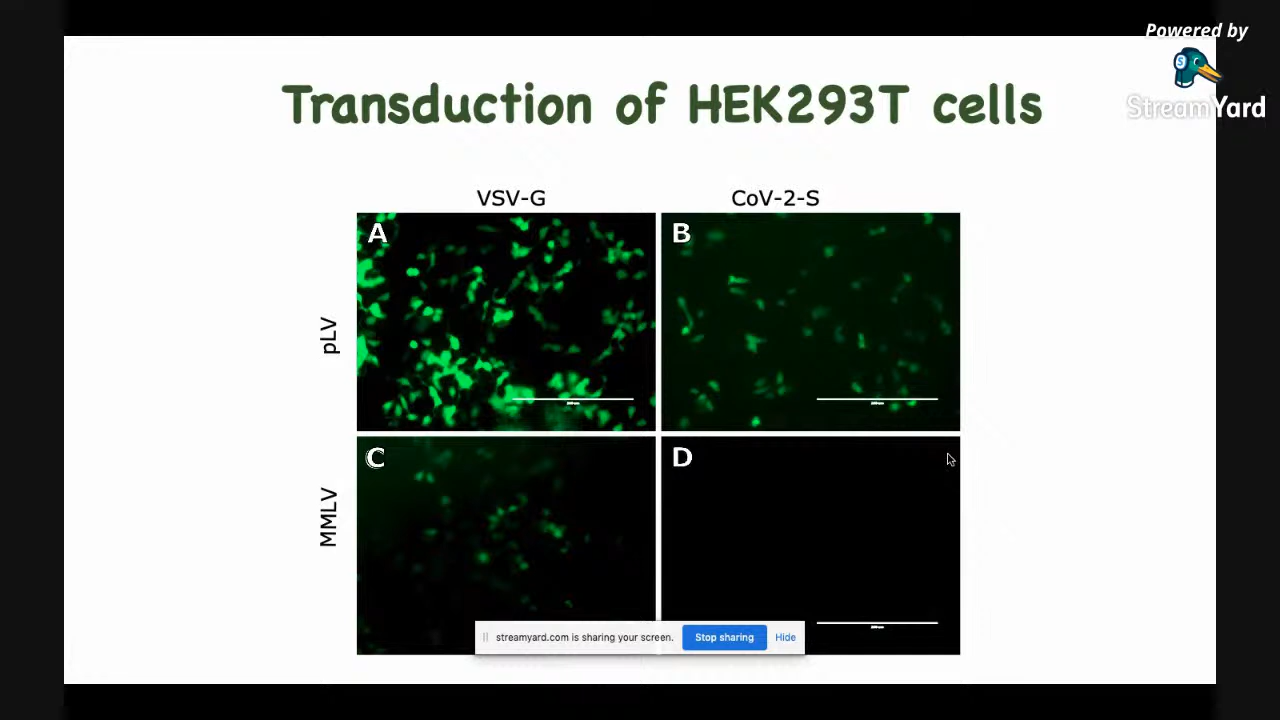 Powered by
StreamYard
Transduction of HEK293T cells
VSV-G
CoV-2-S
pLV
A
B
MMLV
C
D
streamyard.com is sharing your screen.
Stop sharing
Hide